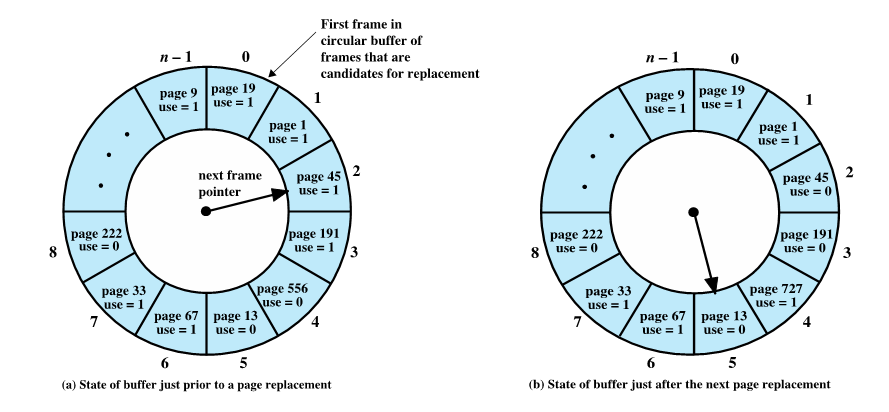 First frame in
circular buffer of
frames that are
candidates for replacement
n – 1
0
page 9
use = 1
page 19
use = 1
1
page 1
use = 1
2
page 45
use = 1
next frame
pointer
page 191
use = 1
3
page 556
use = 0
4
page 13
use = 0
5
page 67
use = 1
6
page 33
use = 1
7
page 222
use = 0
8
(a) State of buffer just prior to a page replacement
n – 1
0
page 9
use = 1
page 19
use = 1
1
page 1
use = 1
2
page 45
use = 0
page 191
use = 0
3
page 727
use = 1
4
page 13
use = 0
5
page 67
use = 1
6
page 33
use = 1
7
page 222
use = 0
8
(b) State of buffer just after the next page replacement